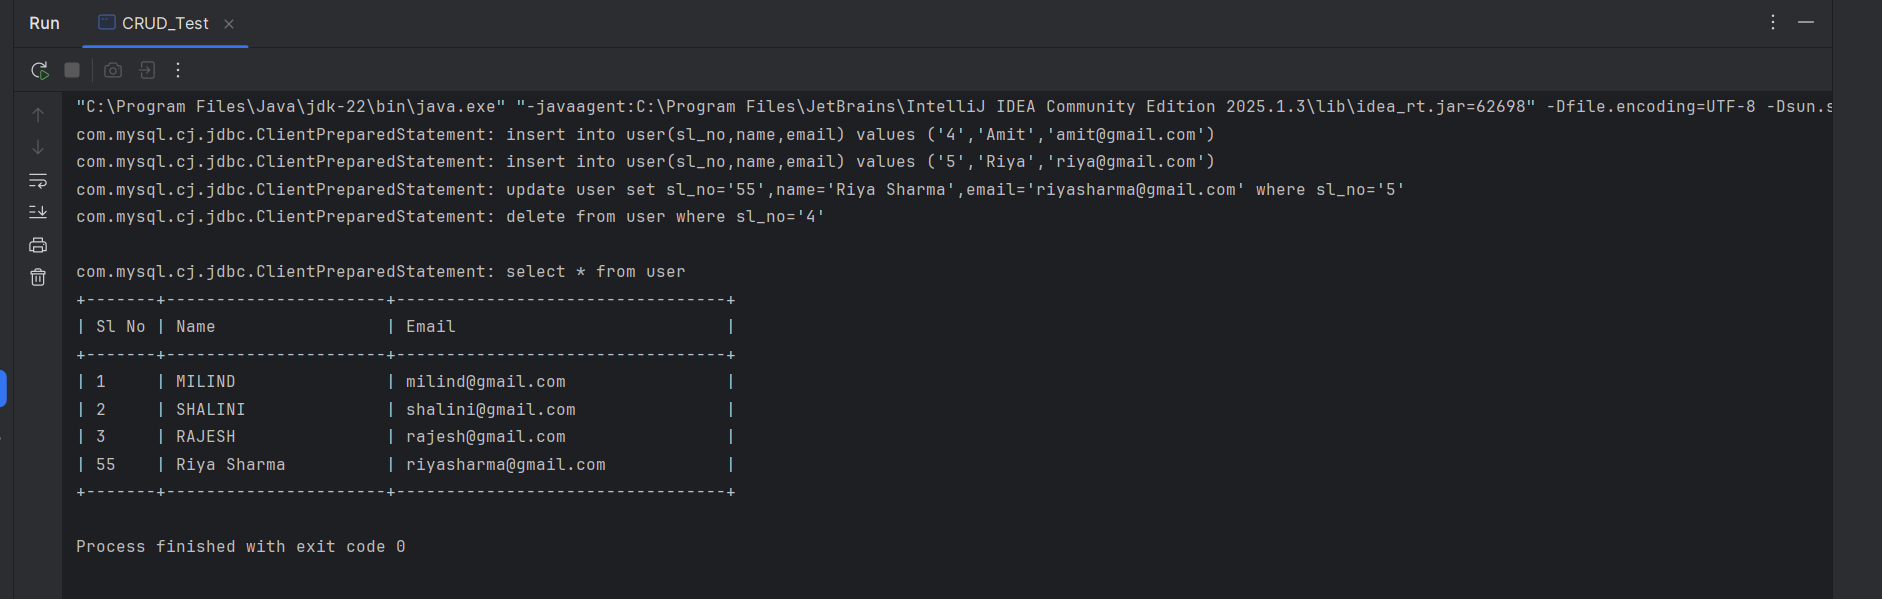 Run CRUD_Test
"C:\Program Files\Java\jdk-22\bin\java.exe" "-javaagent:C:\Program Files\JetBrains\IntelliJ IDEA Community Edition 2025.1.3\lib\idea_rt.jar=62698" -Dfile.encoding=UTF-8 -Dsun.s
com.mysql.cj.jdbc.ClientPreparedStatement: insert into user(sl_no,name,email) values ('4','Amit','amit@gmail.com')
com.mysql.cj.jdbc.ClientPreparedStatement: insert into user(sl_no,name,email) values ('5','Riya','riya@gmail.com')
com.mysql.cj.jdbc.ClientPreparedStatement: update user set sl_no='55',name='Riya Sharma',email='riyasharma@gmail.com' where sl_no='5'
com.mysql.cj.jdbc.ClientPreparedStatement: delete from user where sl_no='4'
com.mysql.cj.jdbc.ClientPreparedStatement: select * from user
+-------+----------------------+---------------------------------+
| Sl No | Name                 | Email                           |
+-------+----------------------+---------------------------------+
| 1     | MILIND               | milind@gmail.com                |
| 2     | SHALINI              | shalini@gmail.com               |
| 3     | RAJESH               | rajesh@gmail.com                |
| 55    | Riya Sharma          | riyasharma@gmail.com            |
+-------+----------------------+---------------------------------+
Process finished with exit code 0